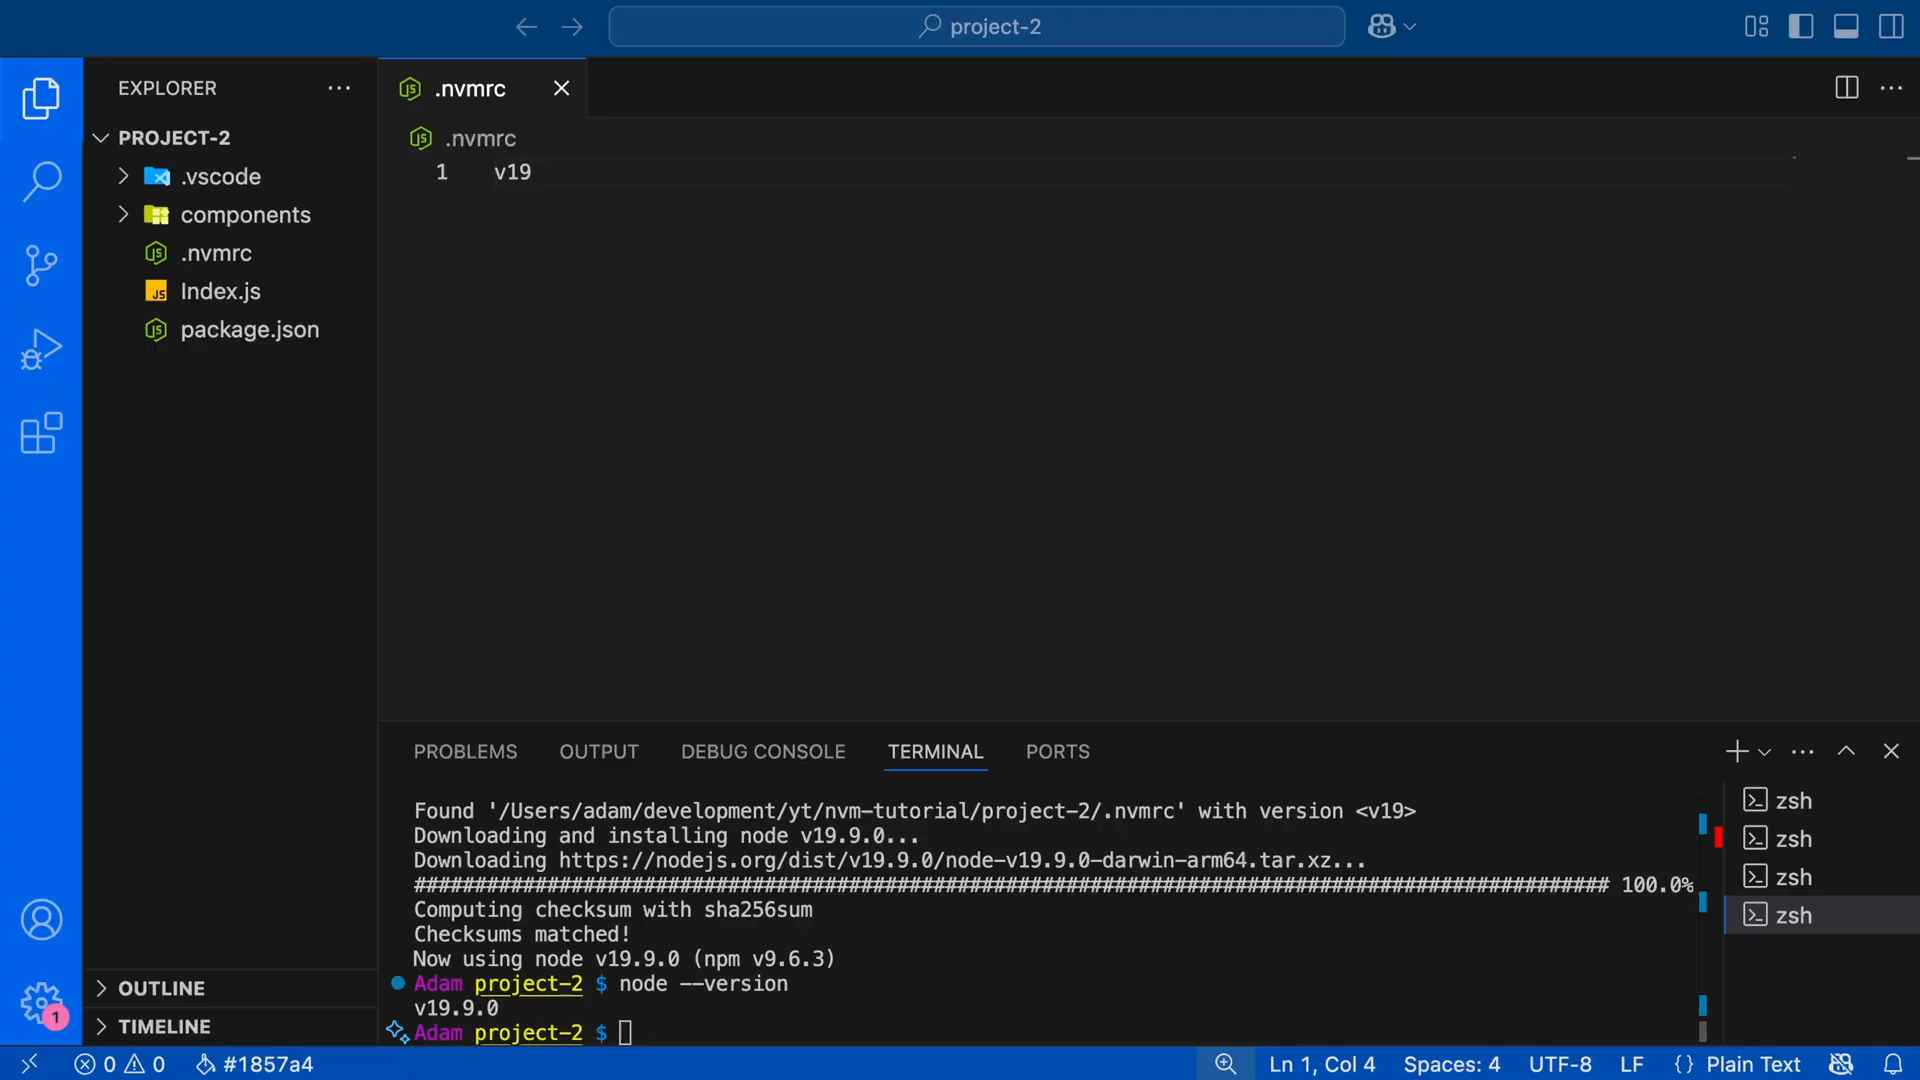 project-2
EXPLORER
PROJECT-2
.vscode
components
.nvmrc
Index.js
package.json
OUTLINE
TIMELINE
.nvmrc
.nvmrc
1 v19
PROBLEMS OUTPUT DEBUG CONSOLE TERMINAL PORTS
Found '/Users/adam/development/yt/nvm-tutorial/project-2/.nvmrc' with version <v19>
Downloading and installing node v19.9.0...
Downloading https://nodejs.org/dist/v19.9.0/node-v19.9.0-darwin-arm64.tar.xz...
################################################################################################### 100.0%
Computing checksum with sha256sum
Checksums matched!
Now using node v19.9.0 (npm v9.6.3)
Adam project-2 $ node --version
v19.9.0
Adam project-2 $
zsh
zsh
zsh
zsh
1
0 0 #1857a4 Ln 1, Col 4 Spaces: 4 UTF-8 LF {} Plain Text